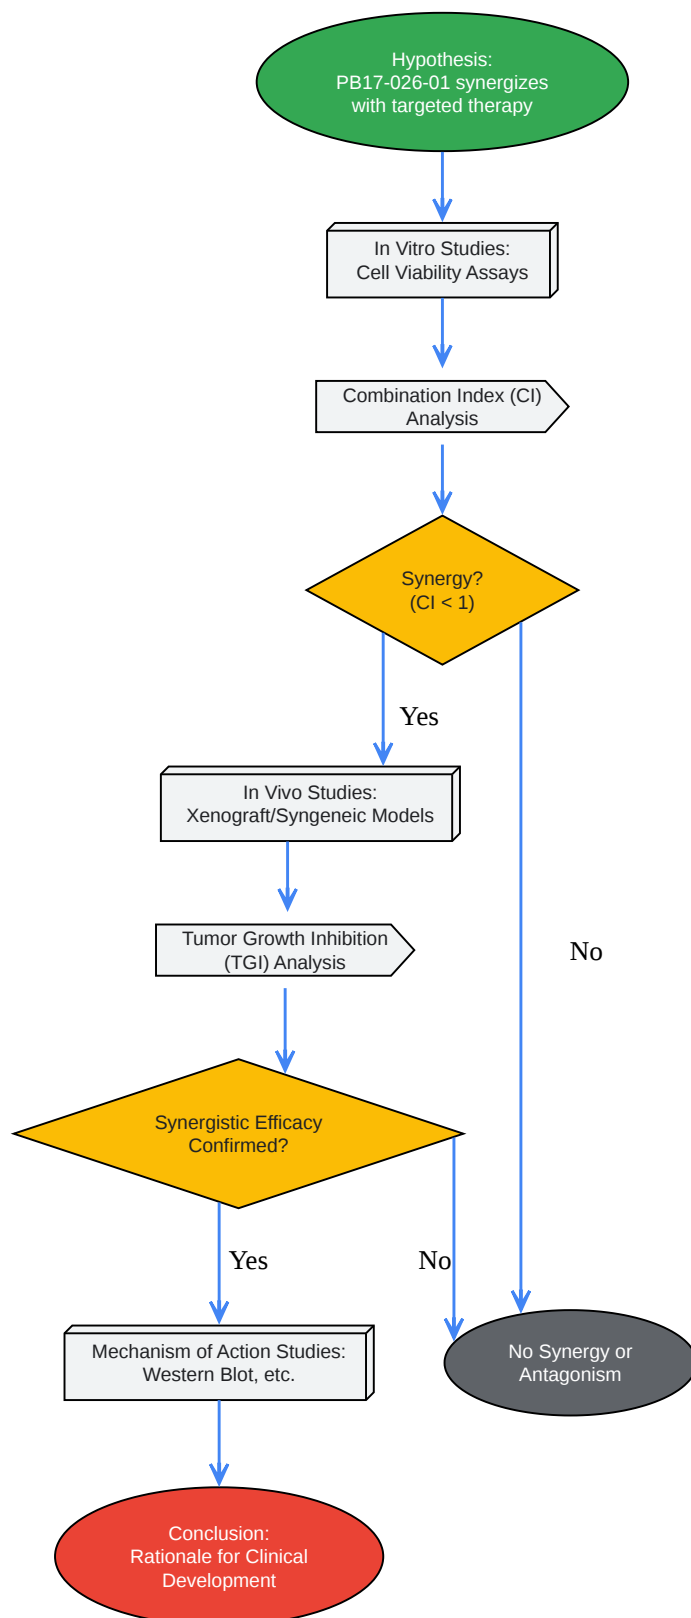 Hypothesis:
PB17-026-01 synergizes
with targeted therapy
In Vitro Studies:
Cell Viability Assays
Combination Index (CI)
Analysis
Synergy?
(CI < 1)
Yes
In Vivo Studies:
Xenograft/Syngeneic Models
Tumor Growth Inhibition
(TGI) Analysis
No
Synergistic Efficacy
Confirmed?
Yes
No
Mechanism of Action Studies:
Western Blot, etc.
No Synergy or
Antagonism
Conclusion:
Rationale for Clinical
Development